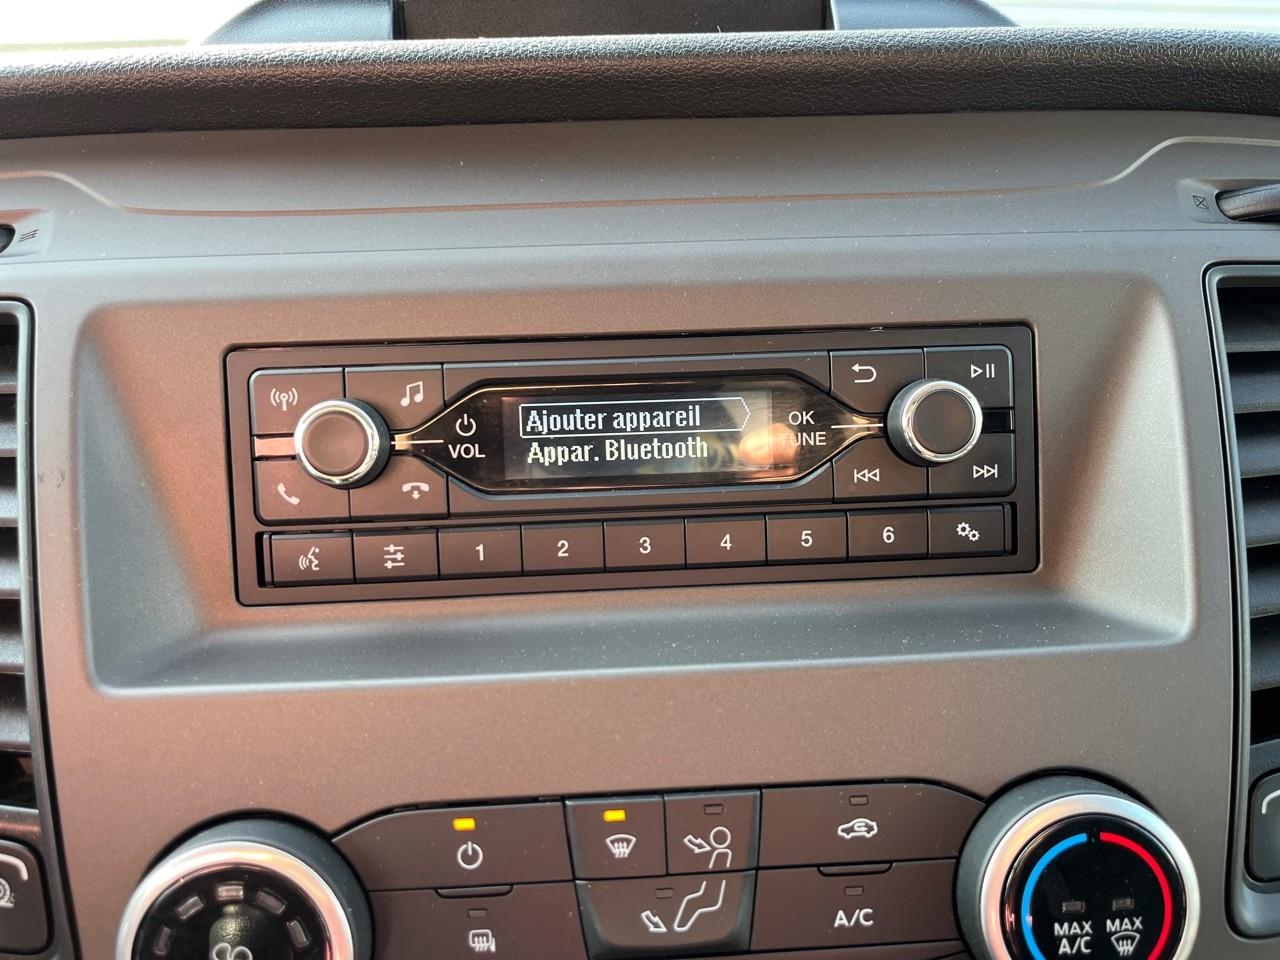 Ajouter appareil
Appar. Bluetooth
VOL
OK
TUNE
1 2 3 4 5 6
A/C
MAX
A/C
MAX